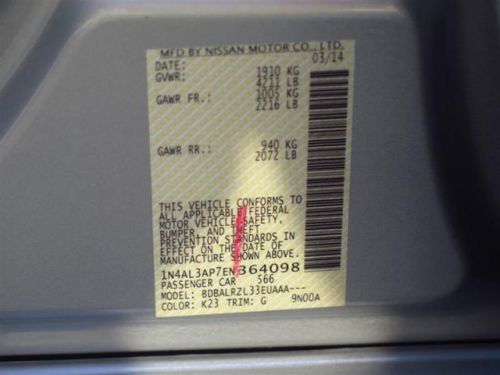 MFD BY NISSAN MOTOR CO., LTD.
DATE: 03/14
GVWR: 1910 KG
4211 LB
GAWR FR.: 1005 KG
2216 LB
GAWR RR.: 940 KG
2072 LB
THIS VEHICLE CONFORMS TO
ALL APPLICABLE FEDERAL
MOTOR VEHICLE SAFETY,
BUMPER, AND THEFT
PREVENTION STANDARDS IN
EFFECT ON THE DATE OF
MANUFACTURE SHOWN ABOVE.
1N4AL3AP7EN364098
PASSENGER CAR 566
MODEL: BDBALRZL33EUAAA---
COLOR: K23 TRIM: G 9N00A